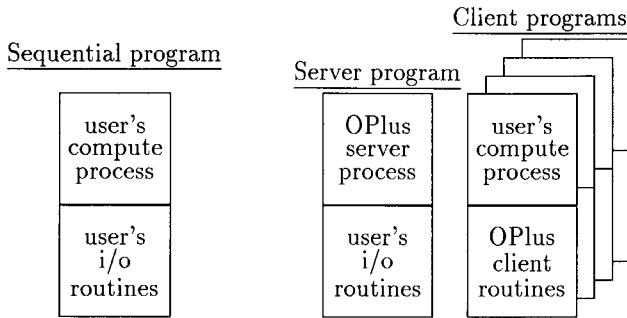 Sequential program
user's
compute
process
user's
i/o
routines
Server program
OPlus
server
process
user's
i/o
routines
Client programs
user's
compute
process
OPlus
client
routines